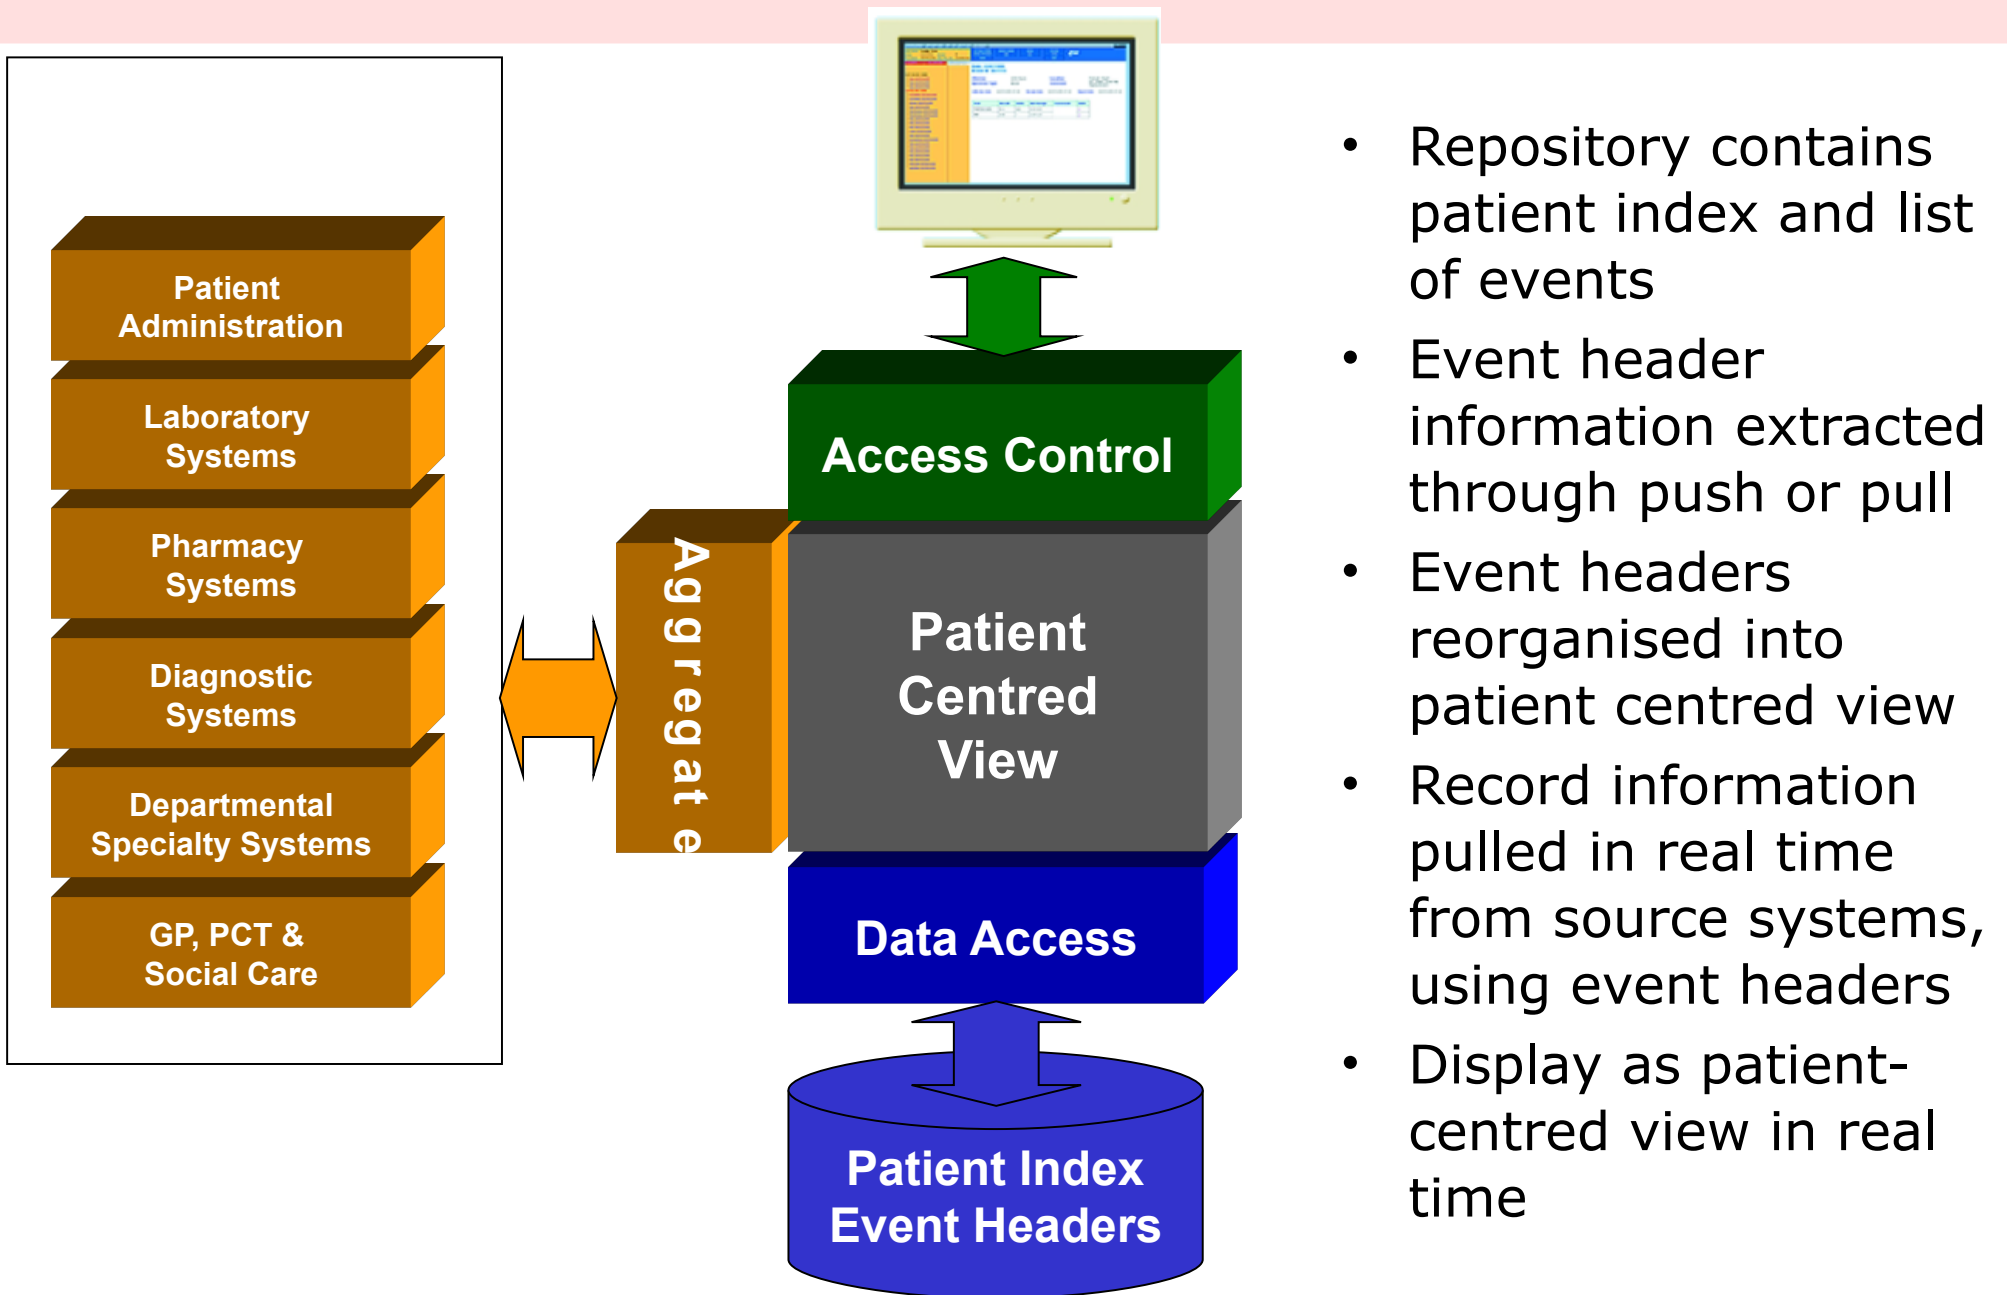 Patient
Administration
Laboratory
Systems
Pharmacy
Systems
Diagnostic
Systems
Departmental
Specialty Systems
GP, PCT &
Social Care
Aggregate
Access Control
Patient
Centred
View
Data Access
Patient Index
Event Headers
• Repository contains
patient index and list
of events
• Event header
information extracted
through push or pull
• Event headers
reorganised into
patient centred view
• Record information
pulled in real time
from source systems,
using event headers
• Display as patient-
centred view in real
time